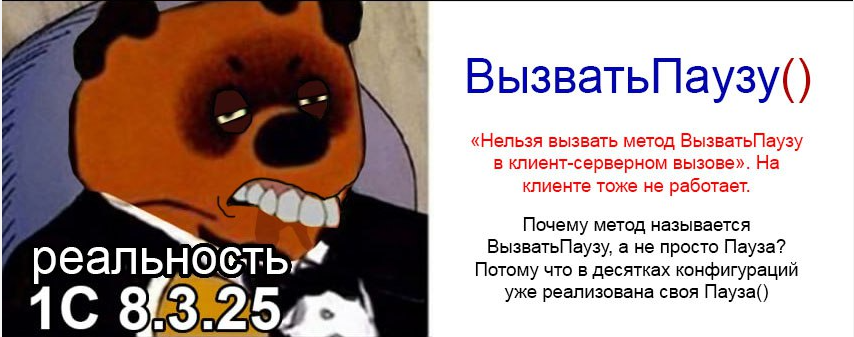 реальность
1С 8.3.25
ВызватьПаузу()
«Нельзя вызвать метод ВызватьПаузу
в клиент-серверном вызове». На
клиенте тоже не работает.
Почему метод называется
ВызватьПаузу, а не просто Пауза?
Потому что в десятках конфигураций
уже реализована своя Пауза()